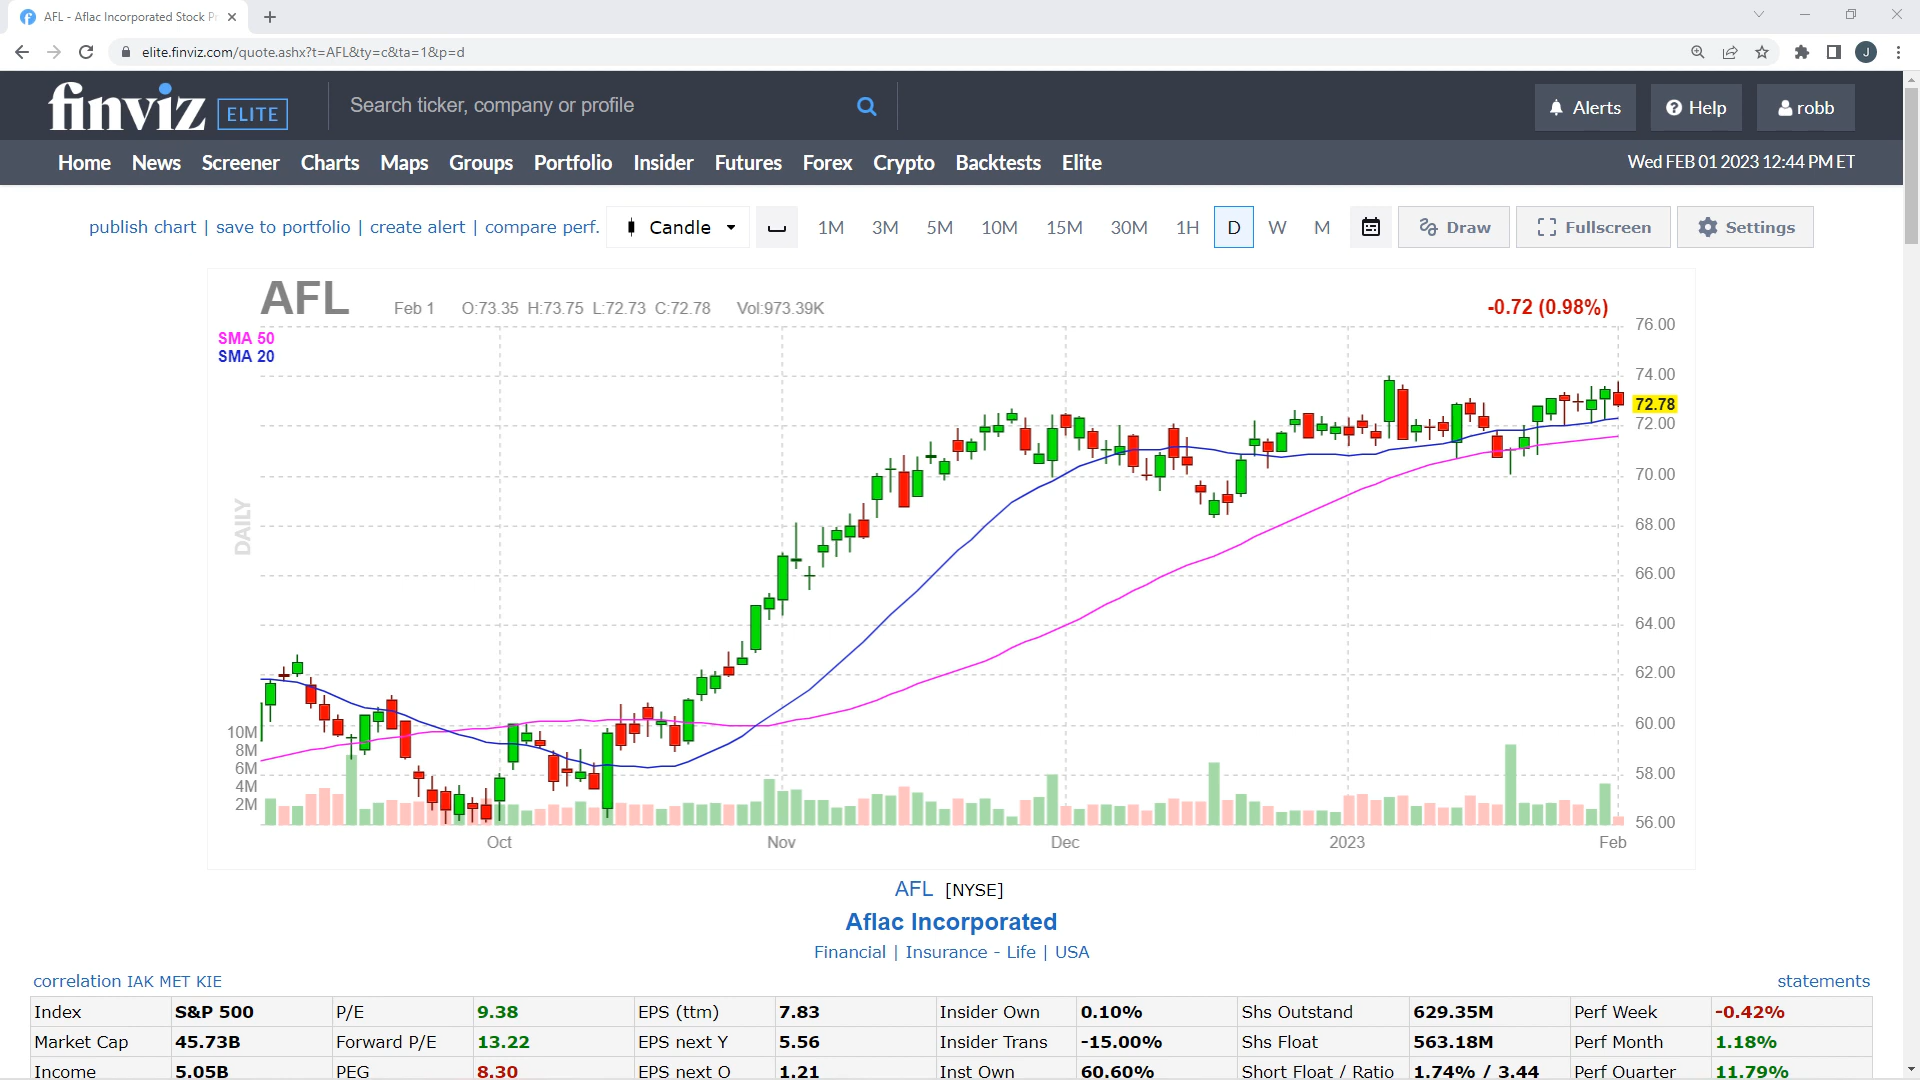 AFL - Aflac Incorporated Stock Pr
elite.finviz.com/quote.ashx?t=AFL&ty=c&ta=1&p=d
J
finviz ELITE
Search ticker, company or profile
Alerts
Help
robb
Home News Screener Charts Maps Groups Portfolio Insider Futures Forex Crypto Backtests Elite
Wed FEB 01 2023 12:44 PM ET
publish chart | save to portfolio | create alert | compare perf.
Candle
1M 3M 5M 10M 15M 30M 1H D W M
Draw
Fullscreen
Settings
AFL Feb 1 O:73.35 H:73.75 L:72.73 C:72.78 Vol:973.39K
-0.72 (0.98%)
SMA 50
SMA 20
DAILY
76.00
74.00
72.78
72.00
70.00
68.00
66.00
64.00
62.00
60.00
58.00
56.00
10M
8M
6M
4M
2M
Oct Nov Dec 2023 Feb
AFL [NYSE]
Aflac Incorporated
Financial | Insurance - Life | USA
correlation IAK MET KIE
statements
Index S&P 500 P/E 9.38 EPS (ttm) 7.83 Insider Own 0.10% Shs Outstand 629.35M Perf Week -0.42%
Market Cap 45.73B Forward P/E 13.22 EPS next Y 5.56 Insider Trans -15.00% Shs Float 563.18M Perf Month 1.18%
Income 5.05B PEG 8.30 EPS next Q 1.21 Inst Own 60.60% Short Float / Ratio 1.74% / 3.44 Perf Quarter 11.79%